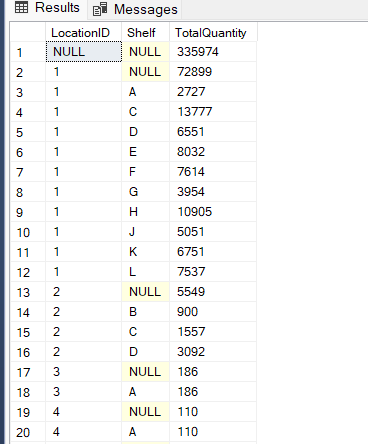 Results Messages
LocationID Shelf TotalQuantity
1 NULL NULL 335974
2 1 NULL 72899
3 1 A 2727
4 1 C 13777
5 1 D 6551
6 1 E 8032
7 1 F 7614
8 1 G 3954
9 1 H 10905
10 1 J 5051
11 1 K 6751
12 1 L 7537
13 2 NULL 5549
14 2 B 900
15 2 C 1557
16 2 D 3092
17 3 NULL 186
18 3 A 186
19 4 NULL 110
20 4 A 110